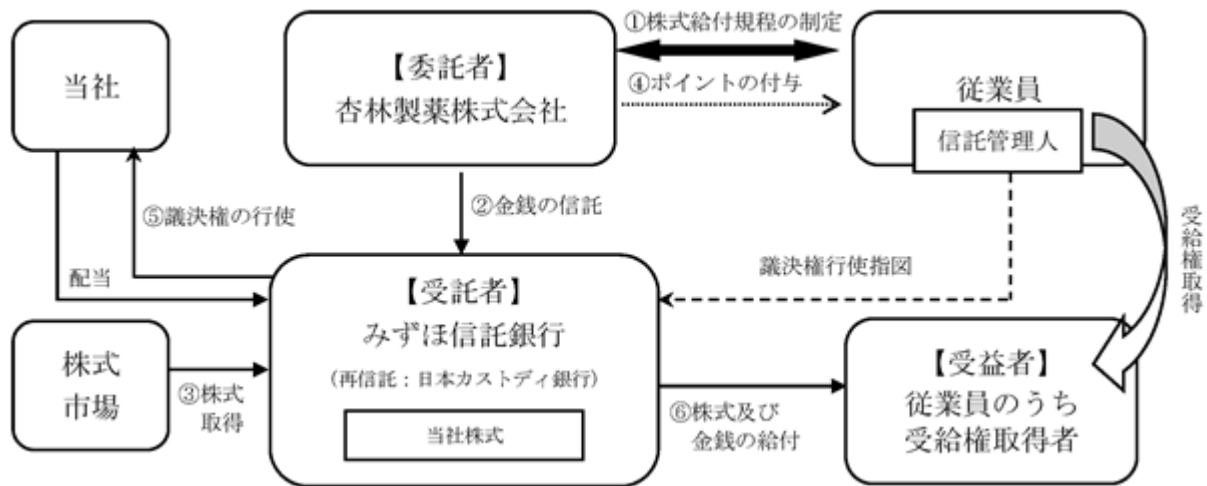 ①株式給付規程の制定
当社
【委託者】
杏林製薬株式会社
④ポイントの付与
従業員
信託管理人
⑤議決権の行使
②金銭の信託
受給権取得
配当
【受託者】
みずほ信託銀行
(再信託：日本カストディ銀行)
当社株式
議決権行使指図
株式
市場
③株式
取得
⑥株式及び
金銭の給付
【受益者】
従業員のうち
受給権取得者